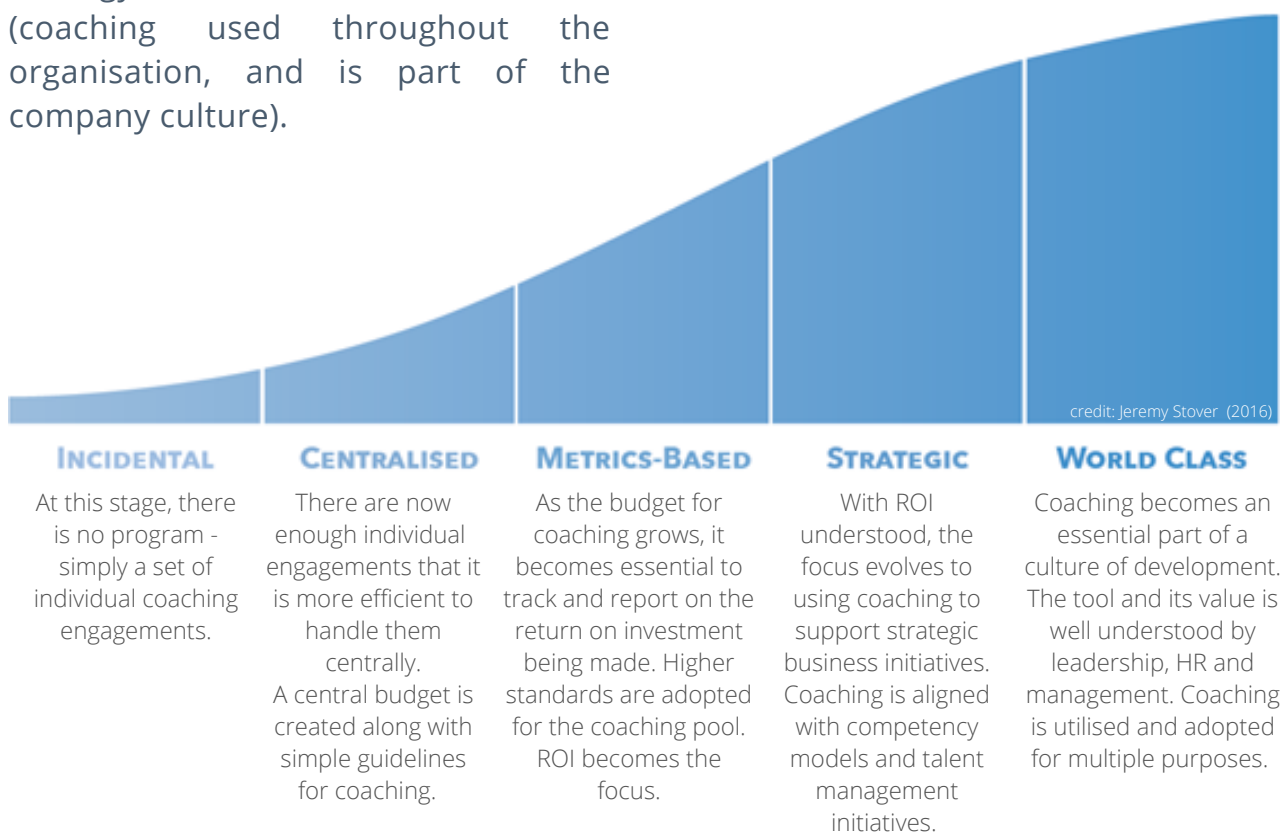 (coaching used throughout the
organisation, and is part of the
company culture).
credit: Jeremy Stover (2016)
INCIDENTAL
At this stage, there
is no program -
simply a set of
individual coaching
engagements.
CENTRALISED
There are now
enough individual
engagements that it
is more efficient to
handle them
centrally.
A central budget is
created along with
simple guidelines
for coaching.
METRICS-BASED
As the budget for
coaching grows, it
becomes essential to
track and report on the
return on investment
being made. Higher
standards are adopted
for the coaching pool.
ROI becomes the
focus.
STRATEGIC
With ROI
understood, the
focus evolves to
using coaching to
support strategic
business initiatives.
Coaching is aligned
with competency
models and talent
management
initiatives.
WORLD CLASS
Coaching becomes an
essential part of a
culture of development.
The tool and its value is
well understood by
leadership, HR and
management. Coaching
is utilised and adopted
for multiple purposes.